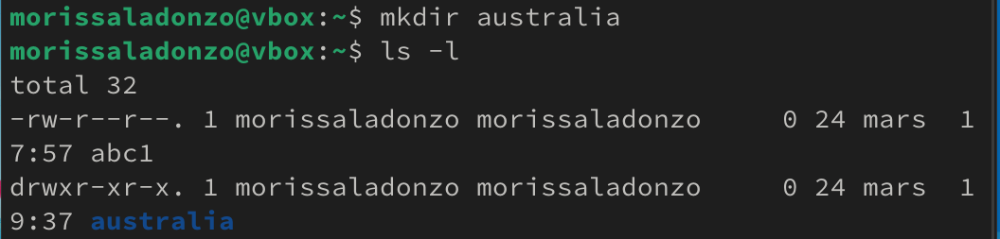 morissaladonzo@vbox:~$ mkdir australia
morissaladonzo@vbox:~$ ls -l
total 32
-rw-r--r--. 1 morissaladonzo morissaladonzo     0 24 mars  1
7:57 abc1
drwxr-xr-x. 1 morissaladonzo morissaladonzo     0 24 mars  1
9:37 australia